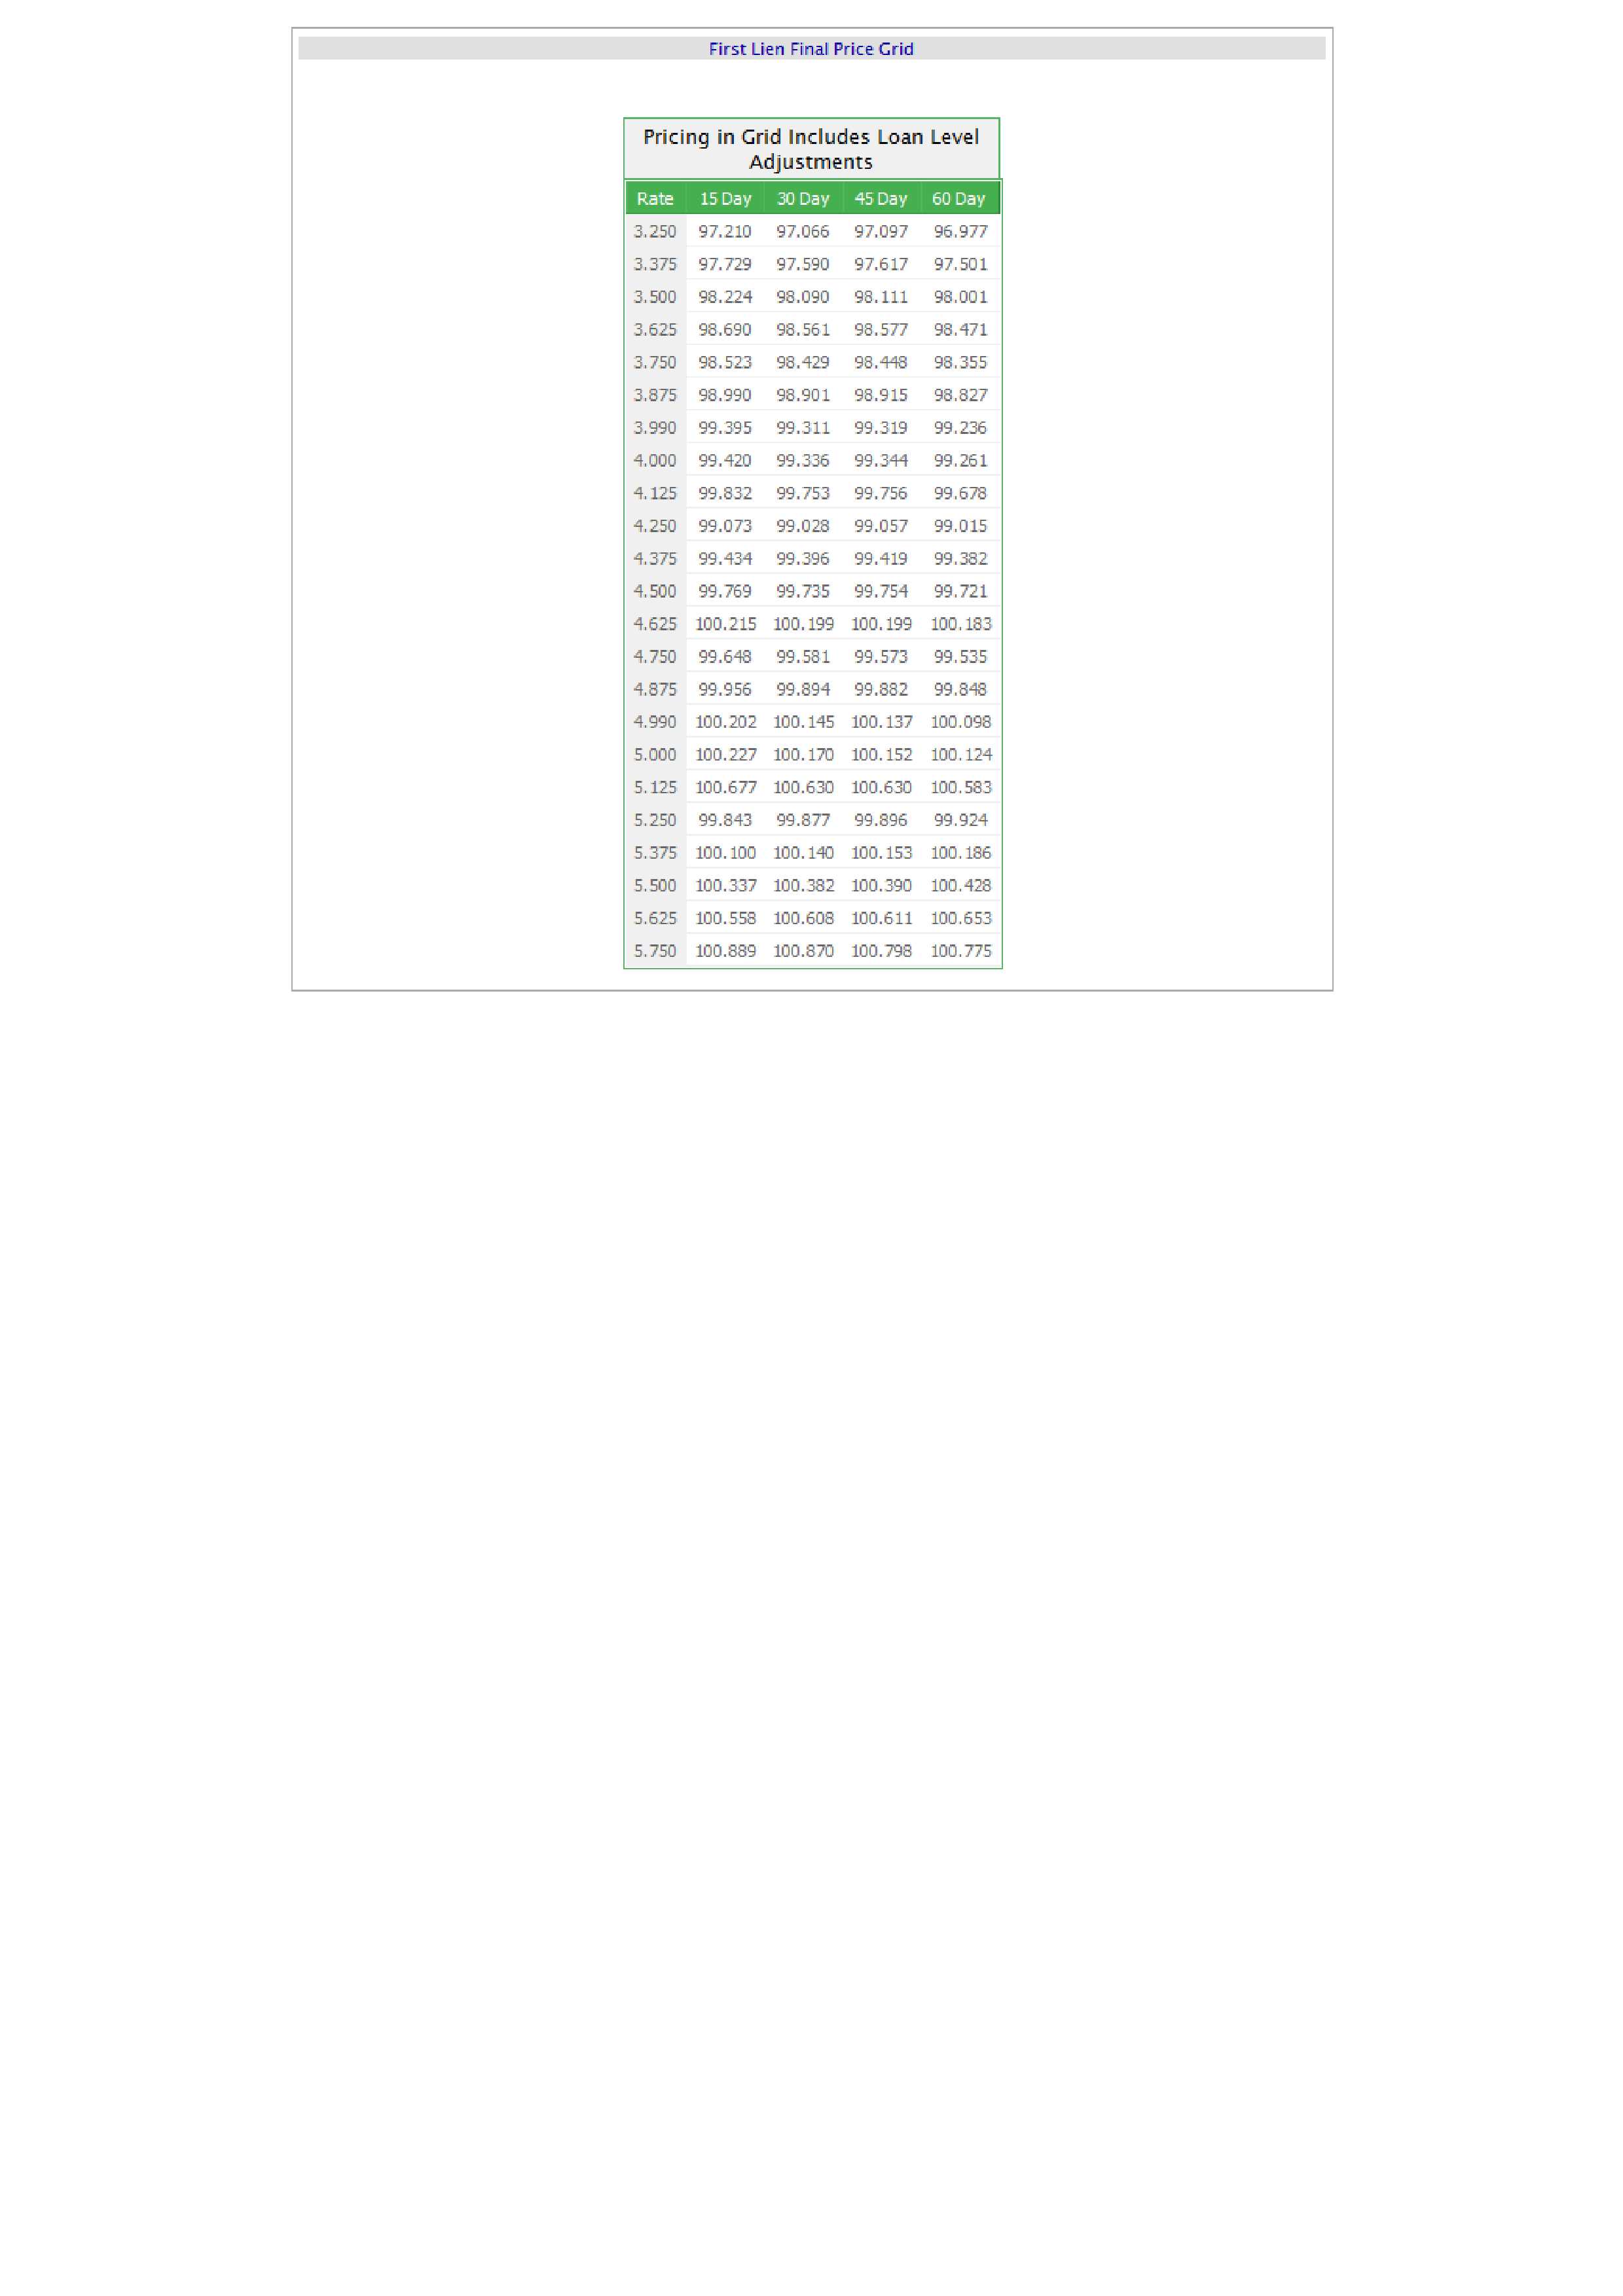 First Lien Final Price Grid
Pricing in Grid Includes Loan Level
Adjustments
Rate 15 Day 30 Day 45 Day 60 Day
3.250 97.210 97.066 97.097 96.977
3.375 97.729 97.590 97.617 97.501
3.500 98.224 98.090 98.111 98.001
3.625 98.690 98.561 98.577 98.471
3.750 98.523 98.429 98.448 98.355
3.875 98.990 98.901 98.915 98.827
3.990 99.395 99.311 99.319 99.236
4.000 99.420 99.336 99.344 99.261
4.125 99.832 99.753 99.756 99.678
4.250 99.073 99.028 99.057 99.015
4.375 99.434 99.396 99.419 99.382
4.500 99.769 99.735 99.754 99.721
4.625 100.215 100.199 100.199 100.183
4.750 99.648 99.581 99.573 99.535
4.875 99.956 99.894 99.882 99.848
4.990 100.202 100.145 100.137 100.098
5.000 100.227 100.170 100.152 100.124
5.125 100.677 100.630 100.630 100.583
5.250 99.843 99.877 99.896 99.924
5.375 100.100 100.140 100.153 100.186
5.500 100.337 100.382 100.390 100.428
5.625 100.558 100.608 100.611 100.653
5.750 100.889 100.870 100.798 100.775